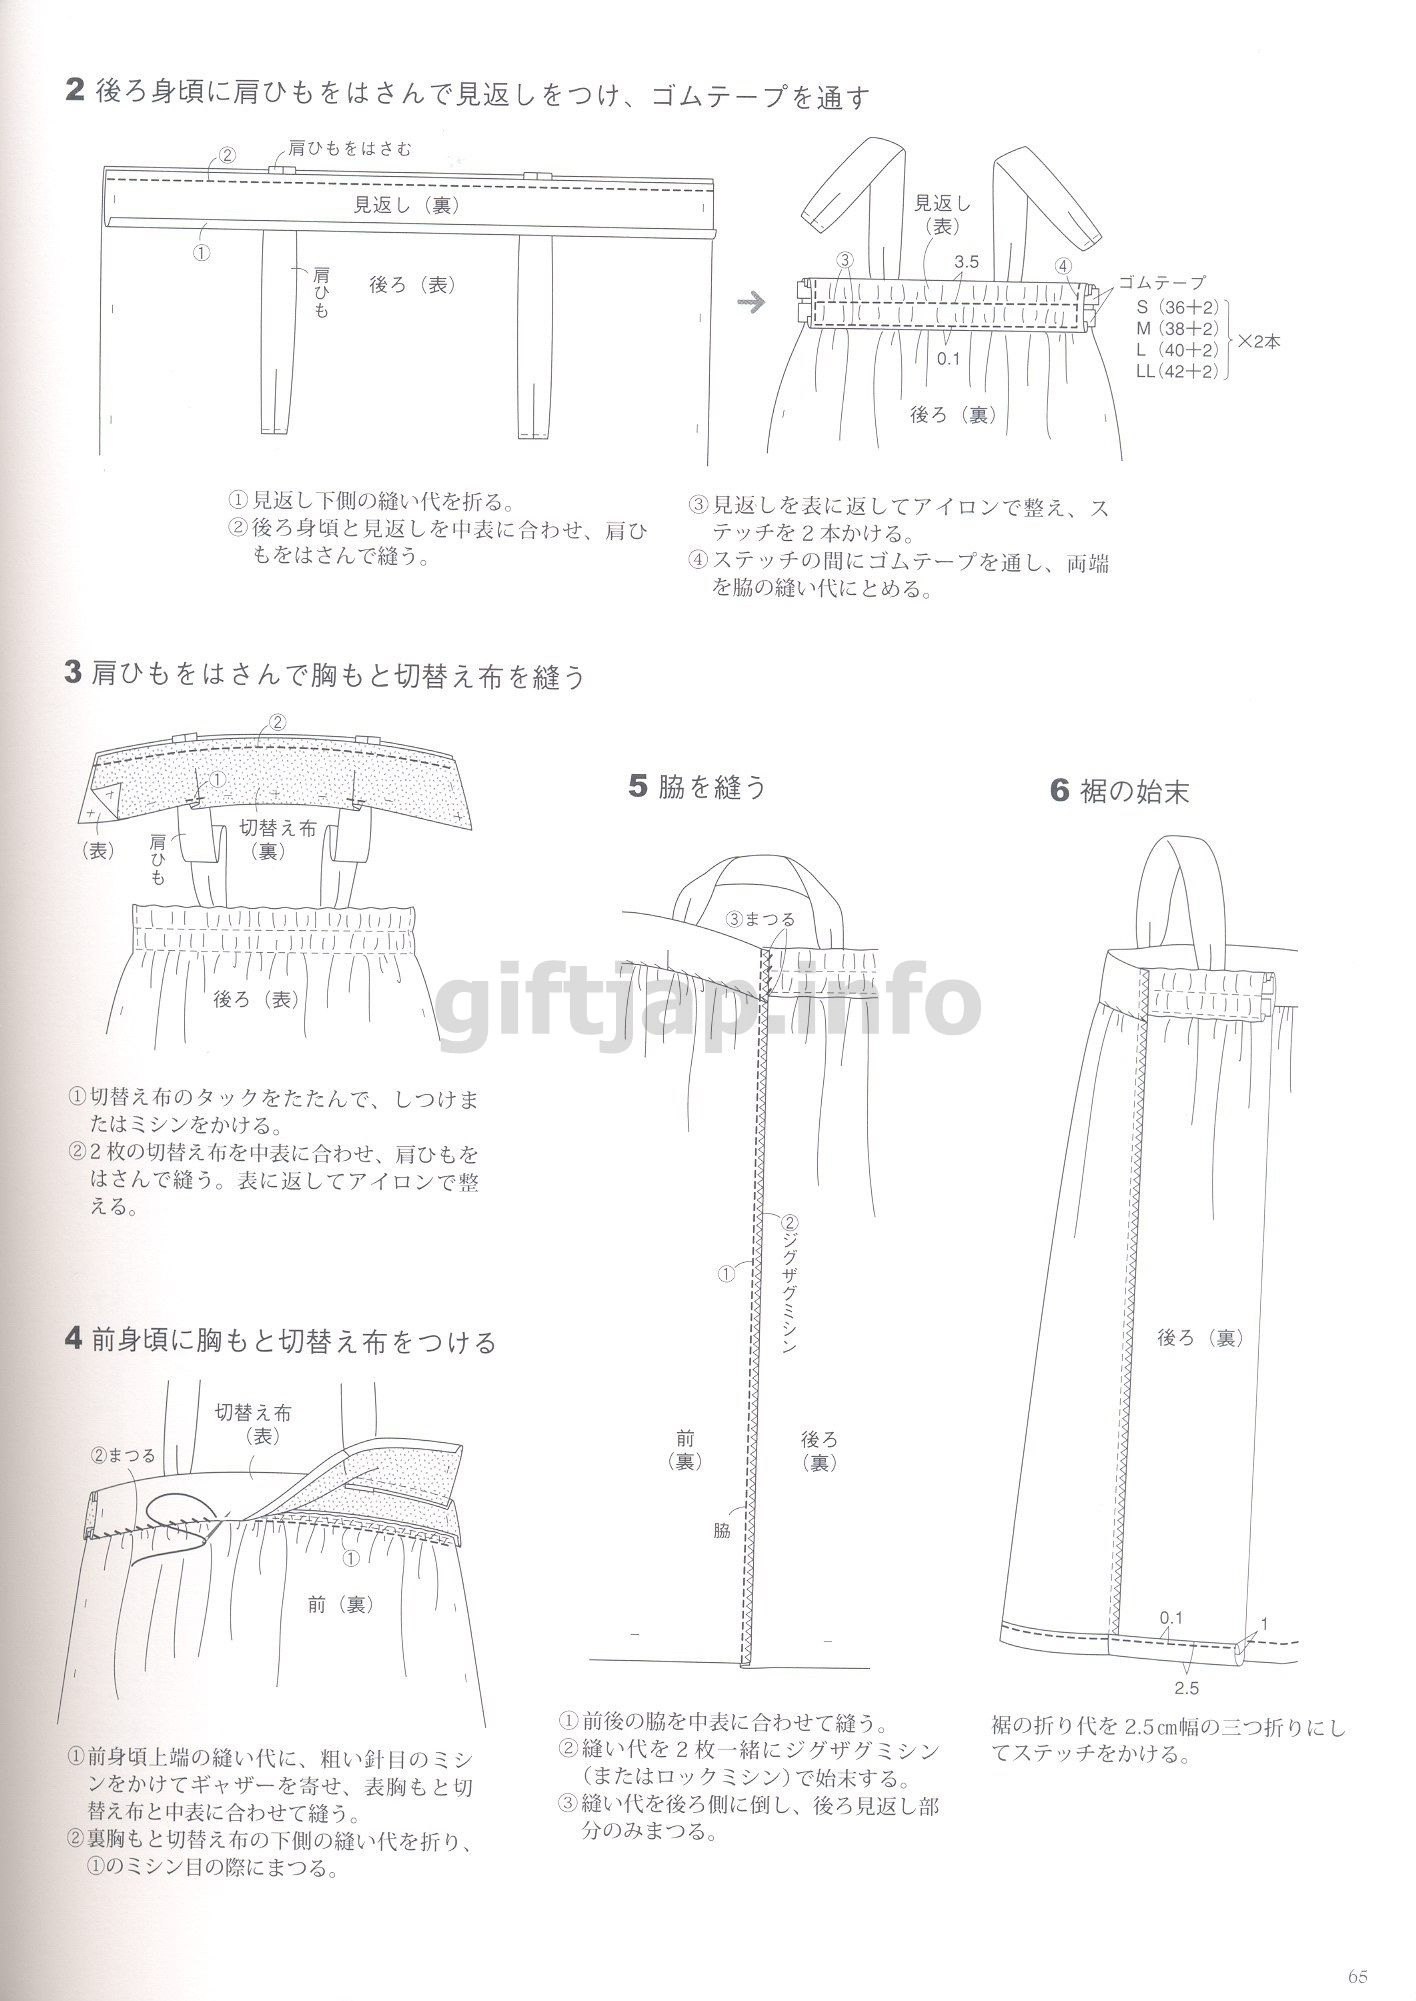 2 後ろ身頃に肩ひもをはさんで見返しをつけ、ゴムテープを通す
②
肩ひもをはさむ
見返し（裏）
①
肩ひも
後ろ（表）
見返し
（表）
③
3.5
④
ゴムテープ
S（36＋2）
M（38＋2）
L（40＋2）
LL（42＋2）
×2本
0.1
後ろ（裏）
①見返し下側の縫い代を折る。
②後ろ身頃と見返しを中表に合わせ、肩ひ
もをはさんで縫う。
③見返しを表に返してアイロンで整え、ス
テッチを2本かける。
④ステッチの間にゴムテープを通し、両端
を脇の縫い代にとめる。
3 肩ひもをはさんで胸もと切替え布を縫う
②
①
（表）
肩ひも
切替え布
（裏）
後ろ（表）
①切替え布のタックをたたんで、しつけま
たはミシンをかける。
②2枚の切替え布を中表に合わせ、肩ひもを
はさんで縫う。表に返してアイロンで整
える。
4 前身頃に胸もと切替え布をつける
切替え布
（表）
②まつる
①
前（裏）
①前身頃上端の縫い代に、粗い針目のミシ
ンをかけてギャザーを寄せ、表胸もと切
替え布と中表に合わせて縫う。
②裏胸もと切替え布の下側の縫い代を折り、
①のミシン目の際にまつる。
5 脇を縫う
③まつる
②ジグザグミシン
①
前
（裏）
後ろ
（裏）
脇
①前後の脇を中表に合わせて縫う。
②縫い代を2枚一緒にジグザグミシン
（またはロックミシン）で始末する。
③縫い代を後ろ側に倒し、後ろ見返し部
分のみまつる。
6 裾の始末
後ろ（裏）
0.1
1
2.5
裾の折り代を2.5㎝幅の三つ折りにし
てステッチをかける。
giftjap.info
65